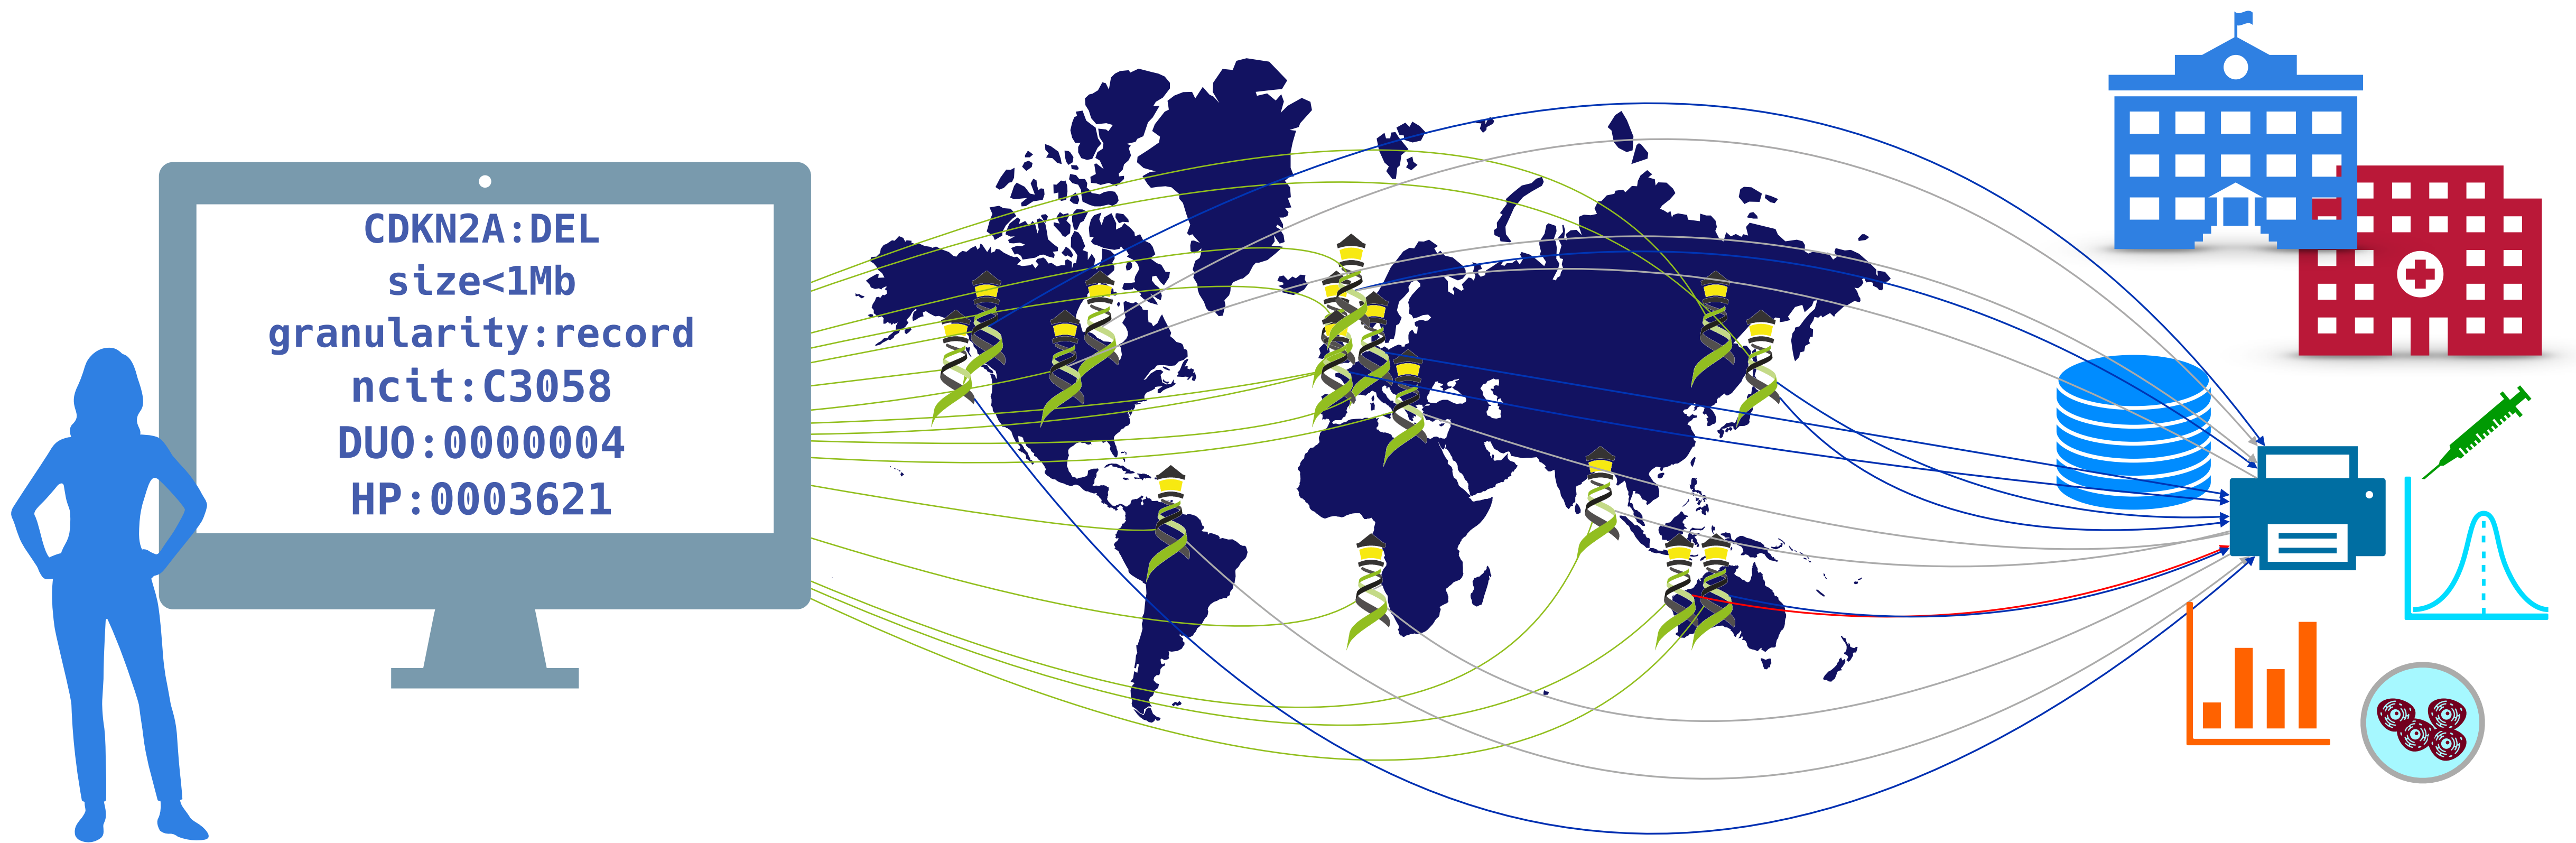 CDKN2A:DEL
size<1Mb
granularity:record
ncit:C3058
DUO:0000004
HP:0003621